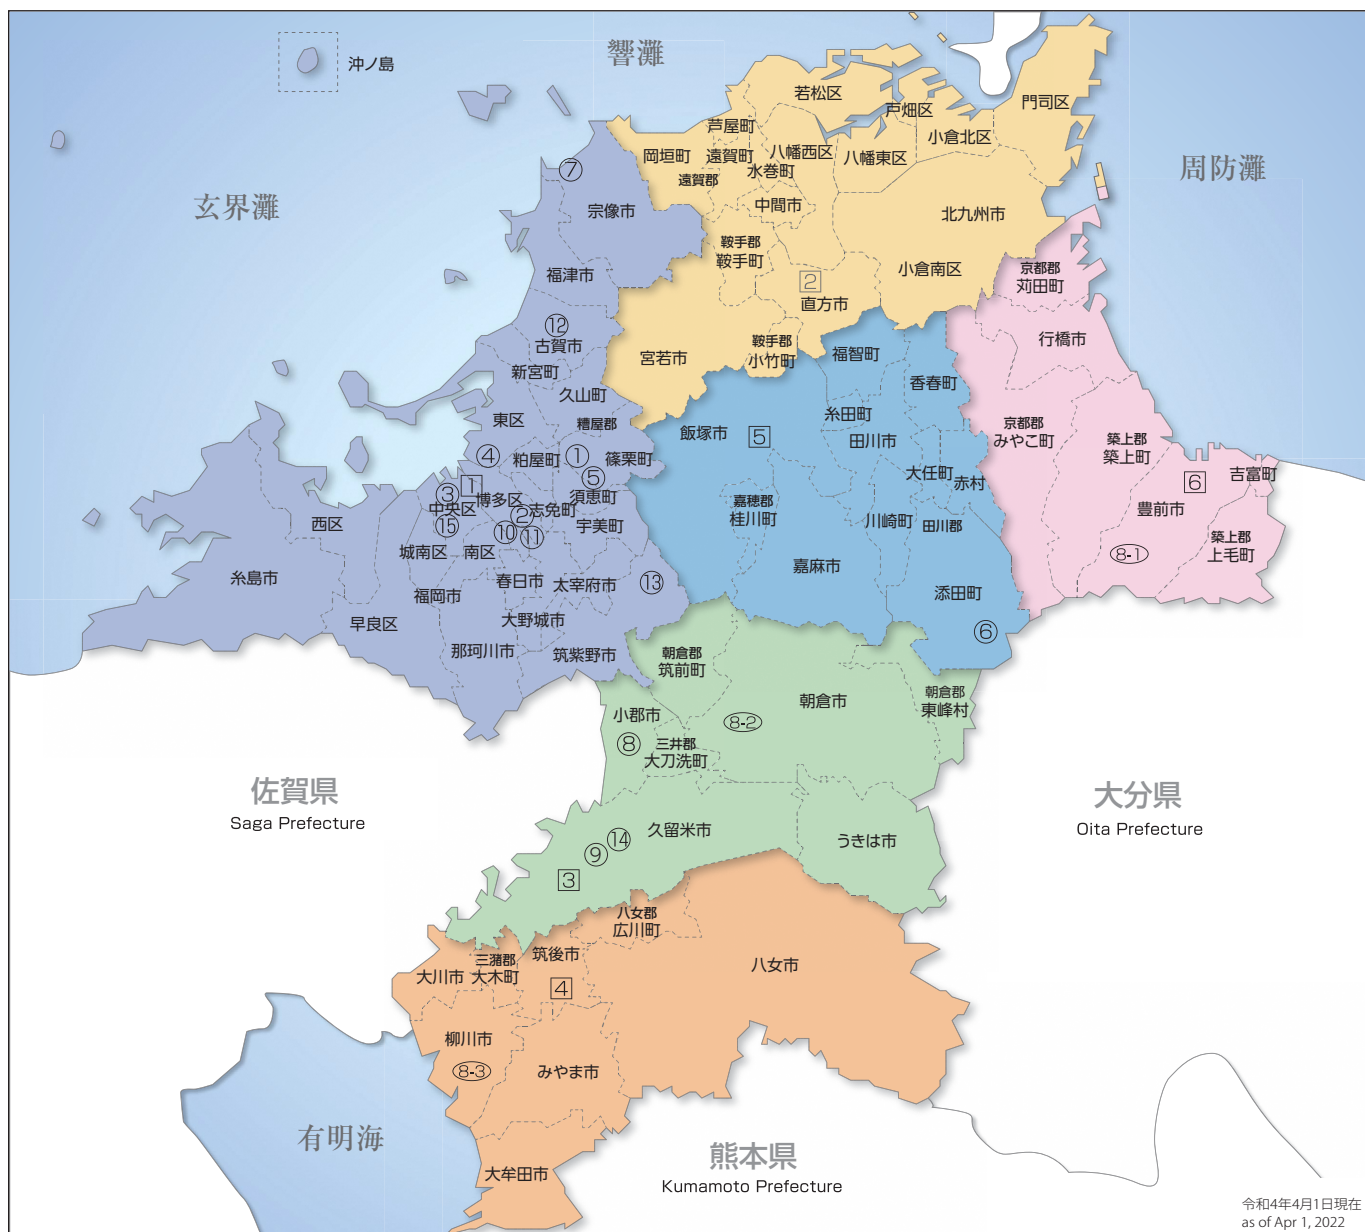 沖ノ島
響灘
玄界灘
周防灘
若松区
戸畑区
門司区
芦屋町
小倉北区
岡垣町
遠賀町
八幡西区
八幡東区
遠賀郡
水巻町
⑦
宗像市
中間市
北九州市
鞍手郡
鞍手町
小倉南区
福津市
2
直方市
京都郡
苅田町
⑫
古賀市
宮若市
鞍手郡
小竹町
福智町
行橋市
新宮町
久山町
香春町
東区
糟屋郡
飯塚市
5
糸田町
田川市
京都郡
みやこ町
築上郡
築上町
④
粕屋町
①
篠栗町
⑤
大任町
赤村
6
吉富町
③
1
中央区
博多区
②
志免町
須恵町
嘉穂郡
桂川町
川崎町
田川郡
豊前市
⑮
⑩
⑪
宇美町
西区
城南区
南区
8-1
築上郡
上毛町
糸島市
福岡市
春日市
太宰府市
⑬
嘉麻市
添田町
早良区
大野城市
⑥
那珂川市
筑紫野市
朝倉郡
筑前町
朝倉市
朝倉郡
東峰村
小郡市
8-2
⑧
三井郡
大刀洗町
佐賀県
Saga Prefecture
大分県
Oita Prefecture
久留米市
うきは市
⑭
⑨
3
八女郡
広川町
大川市
三潴郡
大木町
筑後市
八女市
4
柳川市
8-3
みやま市
有明海
大牟田市
熊本県
Kumamoto Prefecture
令和4年4月1日現在
as of Apr 1, 2022